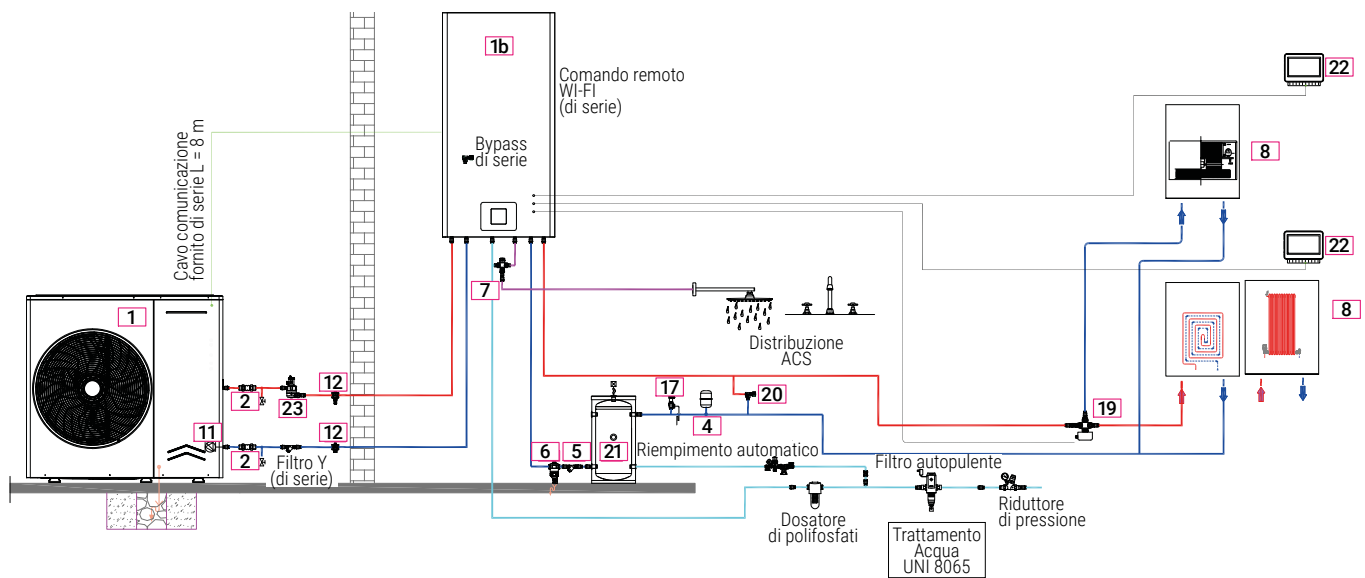 1b
Comando remoto
WI-FI
(di serie)
22
8
Bypass
di serie
Cavo comunicazione
fornito di serie L = 8 m
22
7
1
8
Distribuzione
ACS
12
2
23
17
20
19
4
11
12
6
5
21
Riempimento automatico
2
Filtro Y
(di serie)
Filtro autopulente
Dosatore
di polifosfati
Riduttore
di pressione
Trattamento
Acqua
UNI 8065